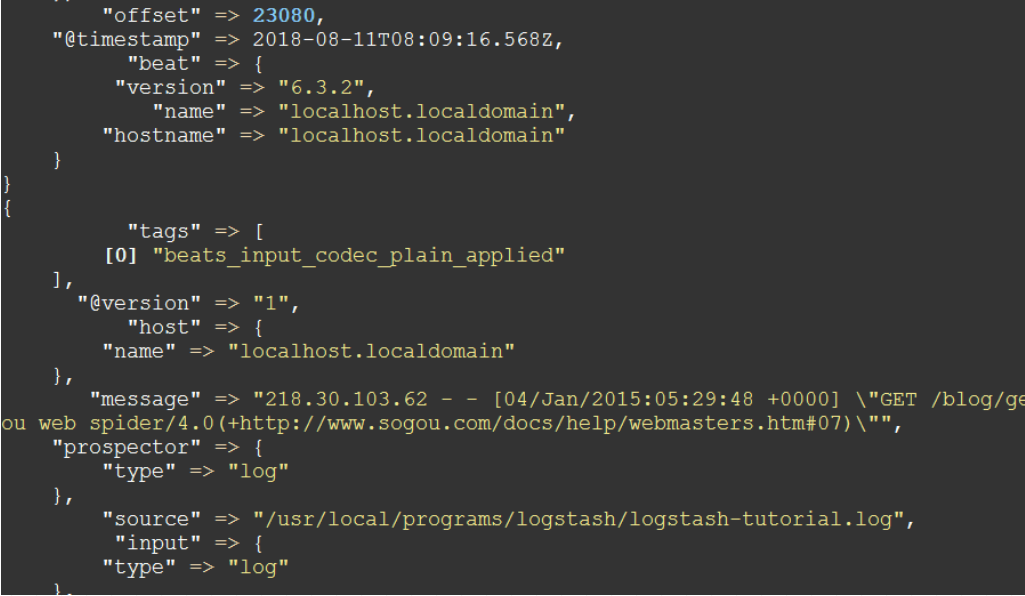 "offset" => 23080,
"@timestamp" => 2018-08-11T08:09:16.568Z,
"beat" => {
"version" => "6.3.2",
"name" => "localhost.localdomain",
"hostname" => "localhost.localdomain"
}
}
{
"tags" => [
[0] "beats_input_codec_plain_applied"
],
"@version" => "1",
"host" => {
"name" => "localhost.localdomain"
},
"message" => "218.30.103.62 - - [04/Jan/2015:05:29:48 +0000] \"GET /blog/ge
ou web spider/4.0(+http://www.sogou.com/docs/help/webmasters.htm#07)\"",
"prospector" => {
"type" => "log"
},
"source" => "/usr/local/programs/logstash/logstash-tutorial.log",
"input" => {
"type" => "log"
},